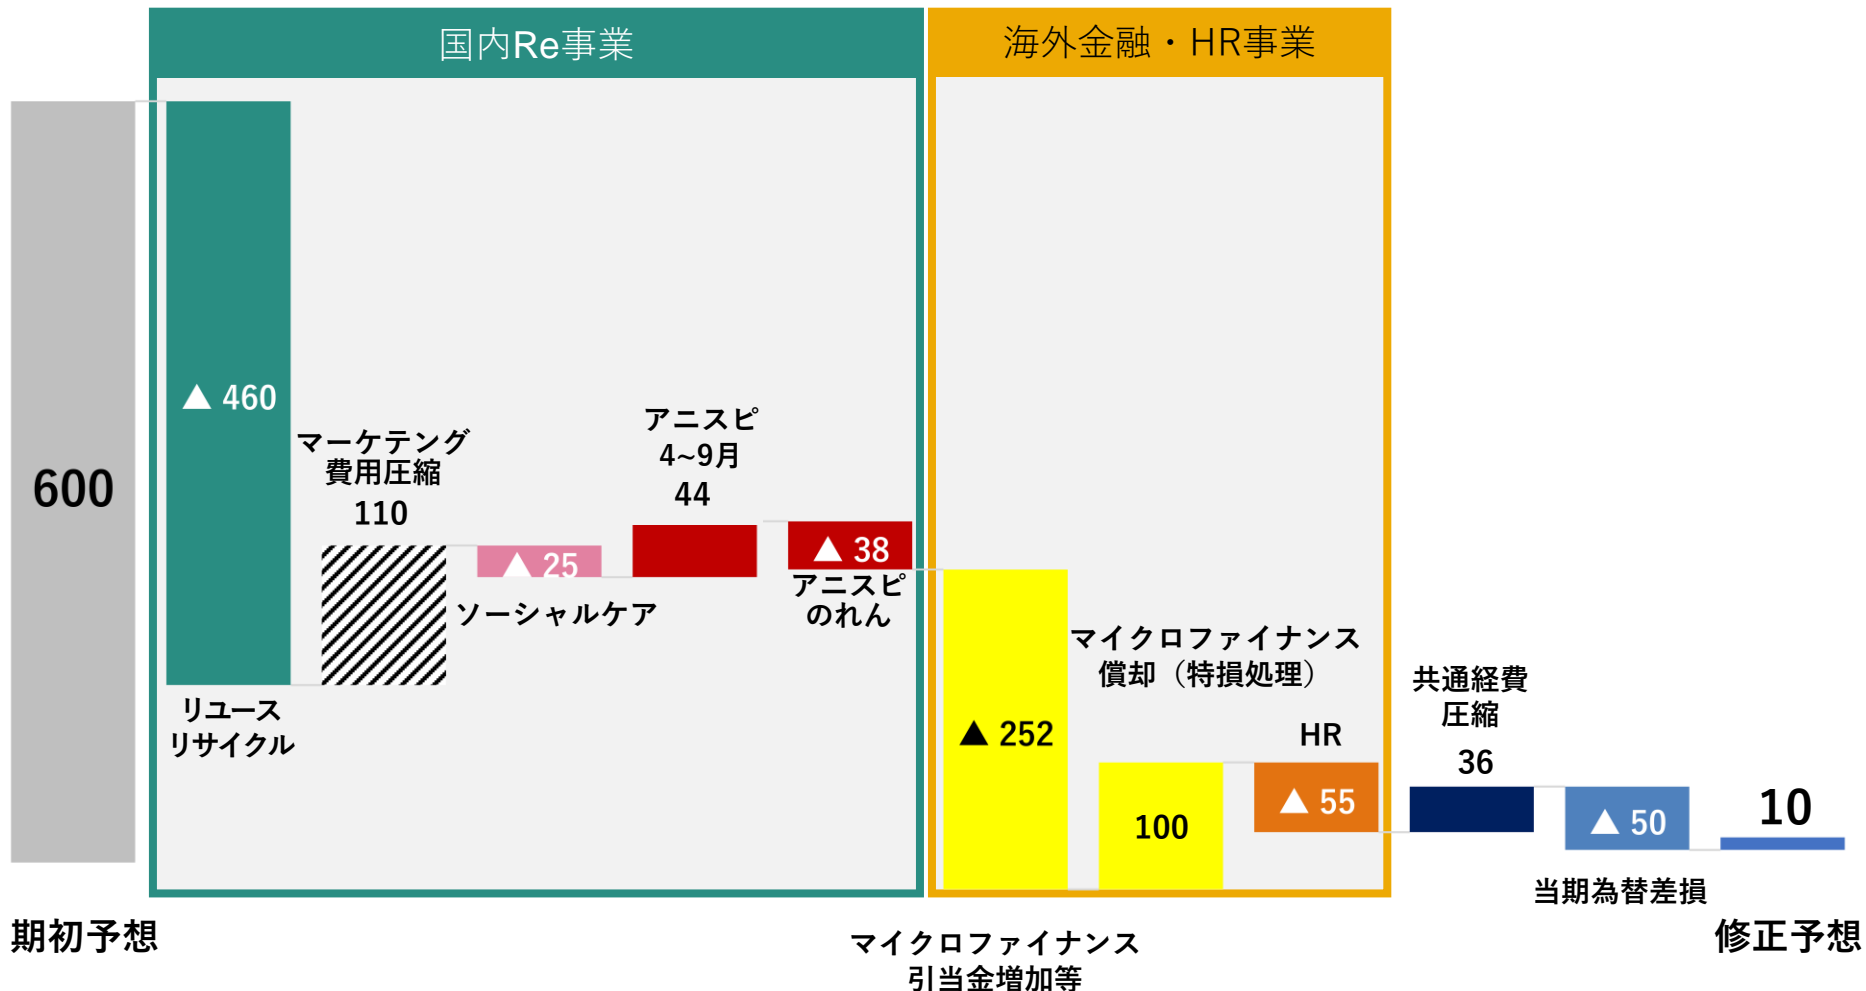 国内Re事業
海外金融・HR事業
600
期初予想
▲ 460
リユース
リサイクル
マーケテング
費用圧縮
110
▲ 25
ソーシャルケア
アニスピ
4~9月
44
▲ 38
アニスピ
のれん
▲ 252
マイクロファイナンス
引当金増加等
マイクロファイナンス
償却（特損処理）
100
HR
▲ 55
共通経費
圧縮
36
▲ 50
当期為替差損
10
修正予想